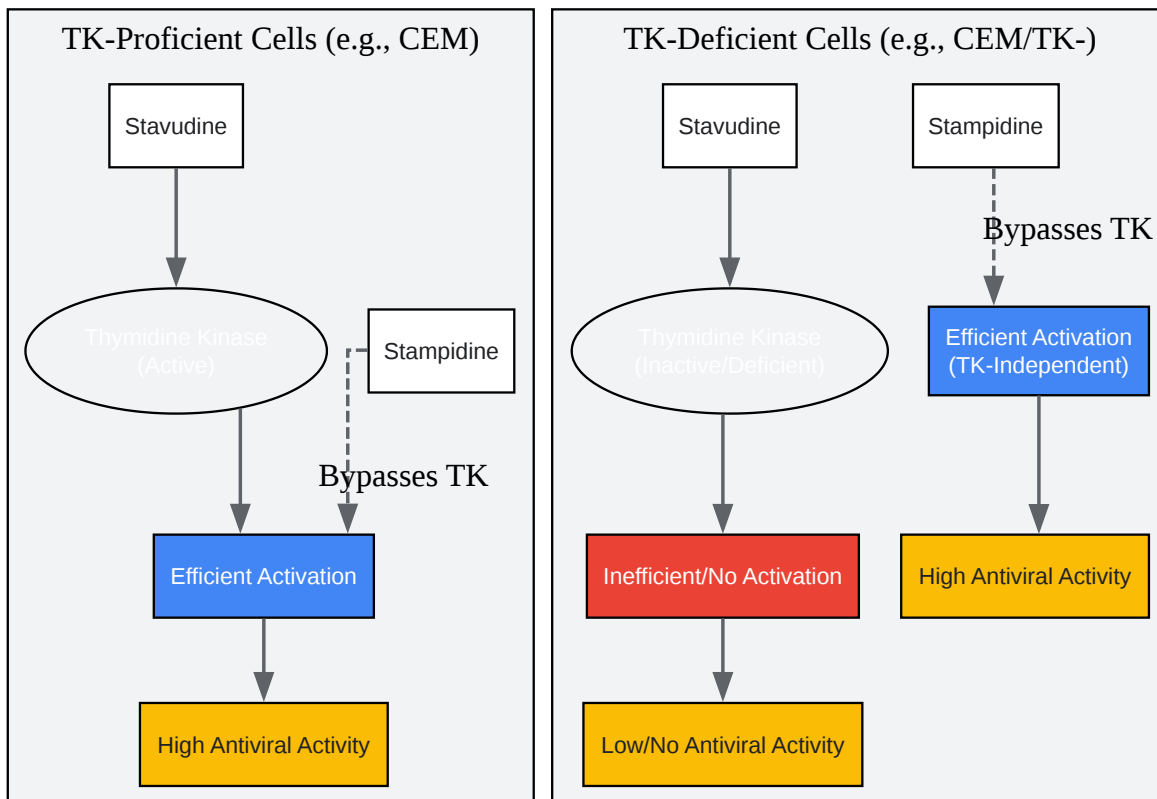 TK-Proficient Cells (e.g., CEM)
Stavudine
Thymidine Kinase
(Active)
Stampidine
Bypasses TK
Efficient Activation
High Antiviral Activity
TK-Deficient Cells (e.g., CEM/TK-)
Stavudine
Stampidine
Bypasses TK
Thymidine Kinase
(Inactive/Deficient)
Efficient Activation
(TK-Independent)
Inefficient/No Activation
High Antiviral Activity
Low/No Antiviral Activity